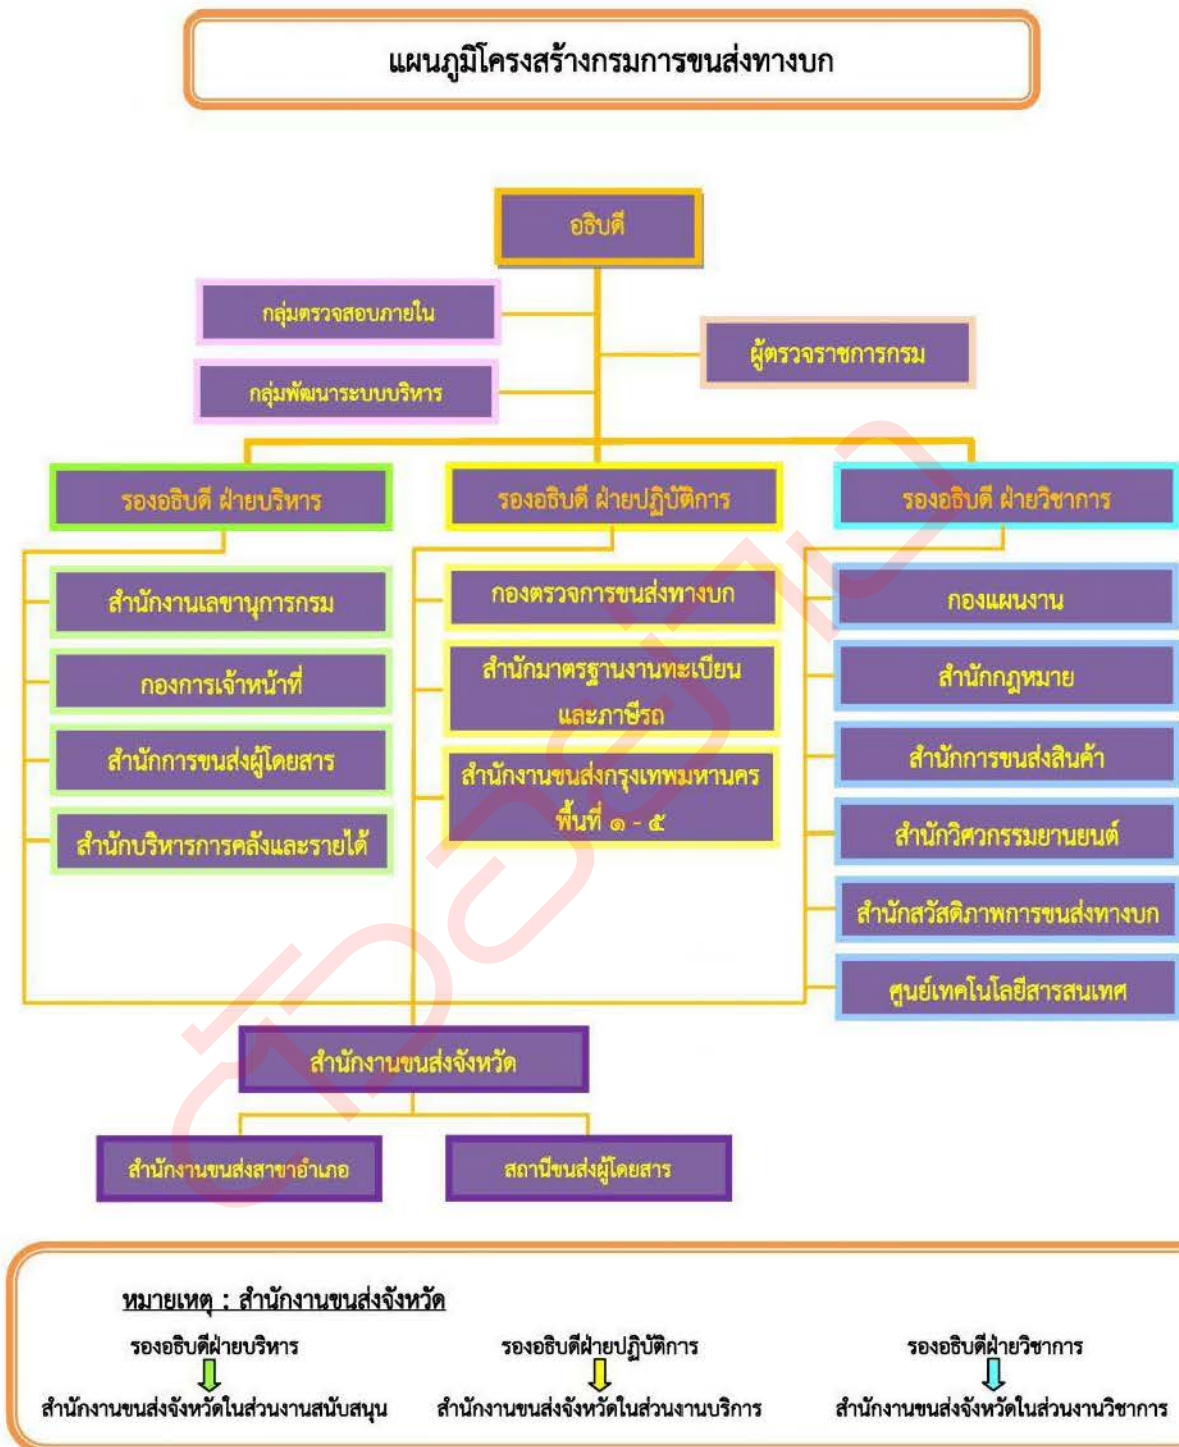 แผนภูมิโครงสร้างกรมการขนส่งทางบก
อธิบดี
กลุ่มตรวจสอบภายใน
ผู้ตรวจราชการกรม
กลุ่มพัฒนาระบบบริหาร
รองอธิบดี ฝ่ายบริหาร
รองอธิบดี ฝ่ายปฏิบัติการ
รองอธิบดี ฝ่ายวิชาการ
สำนักงานเลขานุการกรม
กองการเจ้าหน้าที่
สำนักการขนส่งผู้โดยสาร
สำนักบริหารการคลังและรายได้
กองตรวจการขนส่งทางบก
สำนักมาตรฐานงานทะเบียน
และภาษีรถ
สำนักงานขนส่งกรุงเทพมหานคร
พื้นที่ ๑ - ๕
กองแผนงาน
สำนักกฎหมาย
สำนักการขนส่งสินค้า
สำนักวิศวกรรมยานยนต์
สำนักสวัสดิภาพการขนส่งทางบก
ศูนย์เทคโนโลยีสารสนเทศ
สำนักงานขนส่งจังหวัด
สำนักงานขนส่งสาขาอำเภอ
สถานีขนส่งผู้โดยสาร
ตัวอย่าง
หมายเหตุ : สำนักงานขนส่งจังหวัด
รองอธิบดีฝ่ายบริหาร
รองอธิบดีฝ่ายปฏิบัติการ
รองอธิบดีฝ่ายวิชาการ
สำนักงานขนส่งจังหวัดในส่วนงานสนับสนุน
สำนักงานขนส่งจังหวัดในส่วนงานบริการ
สำนักงานขนส่งจังหวัดในส่วนงานวิชาการ